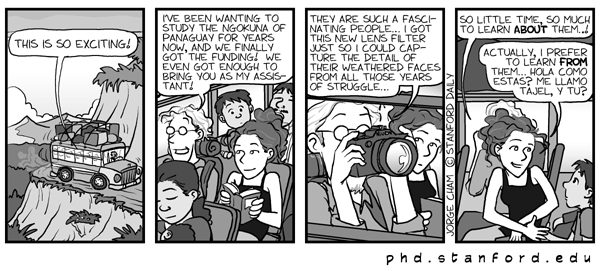 THIS IS SO EXCITING!
I'VE BEEN WANTING TO
STUDY THE NGOKUNA OF
PANAGUAY FOR YEARS
NOW, AND WE FINALLY
GOT THE FUNDING! WE
EVEN GOT ENOUGH TO
BRING YOU AS MY ASSIS-
TANT!
THEY ARE SUCH A FASCI-
NATING PEOPLE... I GOT
THIS NEW LENS FILTER
JUST SO I COULD CAP-
TURE THE DETAIL OF
THEIR WEATHERED FACES
FROM ALL THOSE YEARS
OF STRUGGLE...
JORGE CHAM © STANFORD DAILY
SO LITTLE TIME, SO MUCH
TO LEARN ABOUT THEM...!
ACTUALLY, I PREFER
TO LEARN FROM
THEM... HOLA COMO
ESTAS? ME LLAMO
TAJEL, Y TU?
phd.stanford.edu